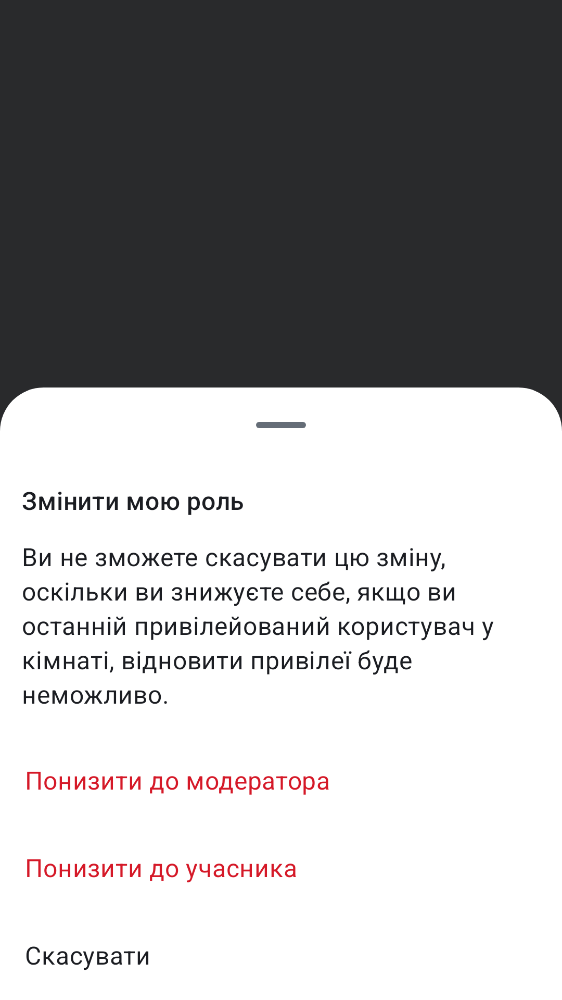 Змінити мою роль
Ви не зможете скасувати цю зміну,
оскільки ви знижуєте себе, якщо ви
останній привілейований користувач у
кімнаті, відновити привілеї буде
неможливо.
Понизити до модератора
Понизити до учасника
Скасувати